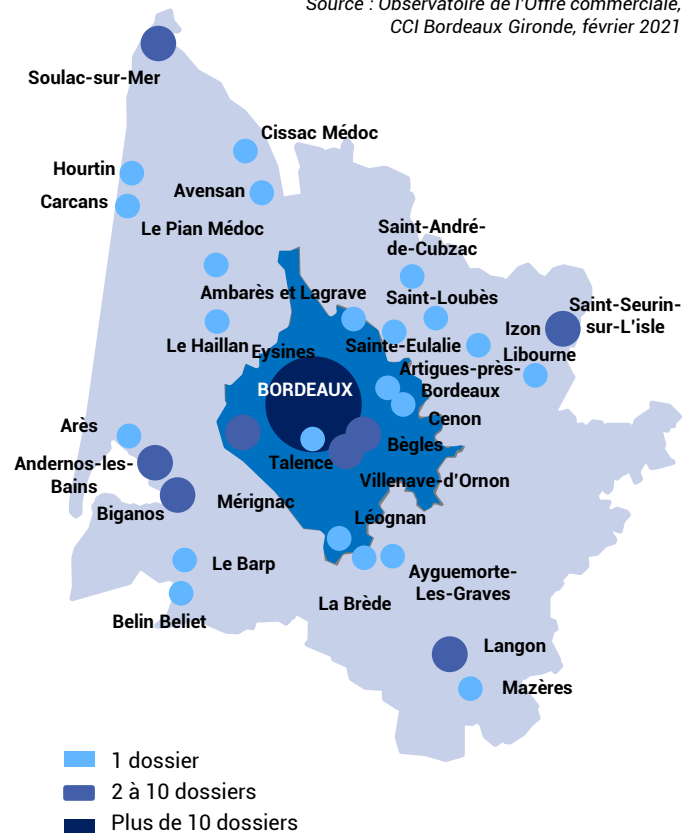 Source : Observatoire de l'Offre commerciale,
CCI Bordeaux Gironde, février 2021
Soulac-sur-Mer
Cissac Médoc
Hourtin
Avensan
Carcans
Le Pian Médoc
Saint-André-
de-Cubzac
Ambarès et Lagrave
Saint-Loubès
Saint-Seurin-
sur-L'isle
Izon
Le Haillan
Eysines
Sainte-Eulalie
Libourne
Artigues-près-
Bordeaux
BORDEAUX
Cenon
Arès
Bègles
Andernos-les-
Bains
Talence
Villenave-d'Ornon
Biganos
Mérignac
Léognan
Le Barp
Ayguemorte-
Les-Graves
La Brède
Belin Beliet
Langon
Mazères
1 dossier
2 à 10 dossiers
Plus de 10 dossiers